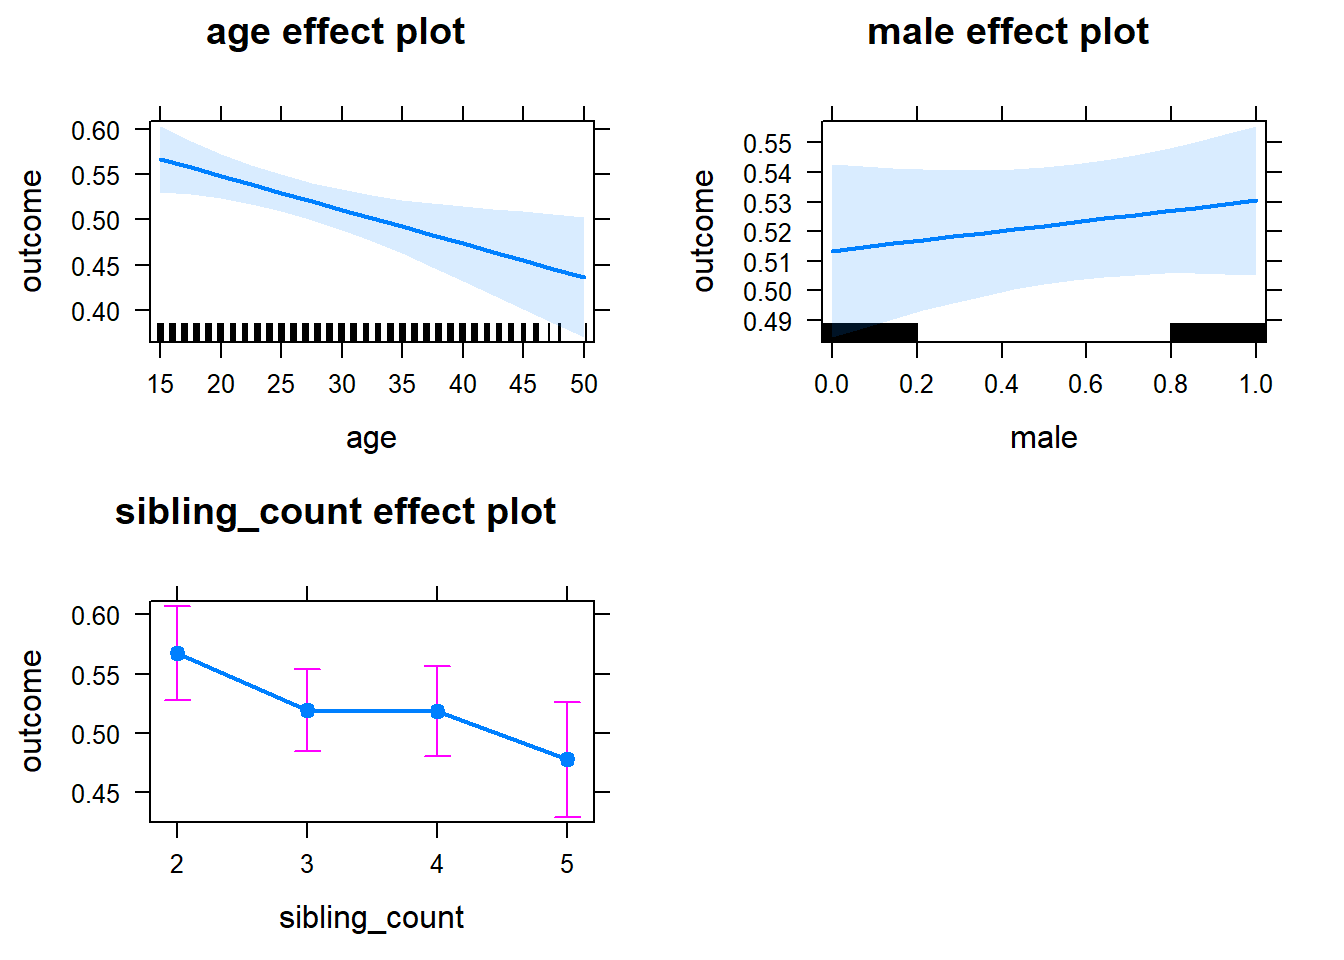 age effect plot
outcome
0.60
0.55
0.50
0.45
0.40
15 20 25 30 35 40 45 50
age
male effect plot
outcome
0.55
0.54
0.53
0.52
0.51
0.50
0.49
0.0 0.2 0.4 0.6 0.8 1.0
male
sibling_count effect plot
outcome
0.60
0.55
0.50
0.45
2 3 4 5
sibling_count